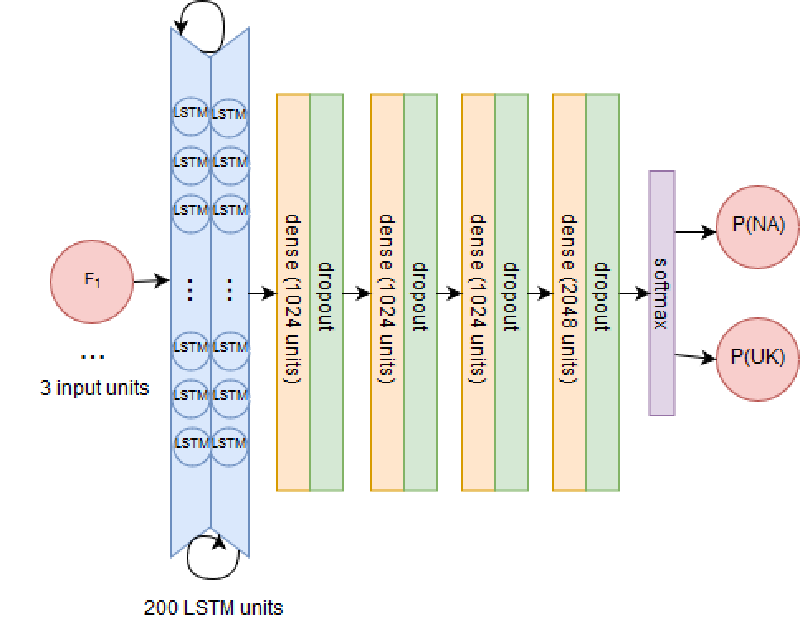 F1
...
3 input units
LSTM LSTM
LSTM LSTM
LSTM LSTM
⋮ ⋮
LSTM LSTM
LSTM LSTM
LSTM LSTM
200 LSTM units
dense (1024 units)
dropout
dense (1024 units)
dropout
dense (1024 units)
dropout
dense (2048 units)
dropout
softmax
P(NA)
P(UK)